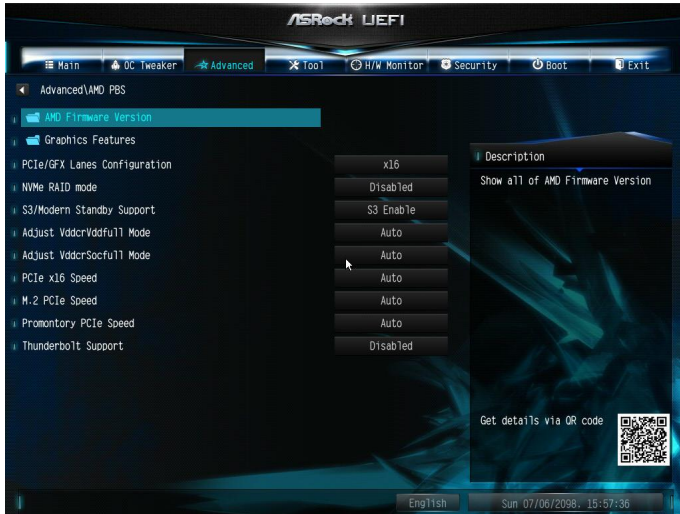 ASRock UEFI
Main OC Tweaker Advanced Tool H/W Monitor Security Boot Exit
Advanced\AMD PBS
AMD Firmware Version
Graphics Features
PCIe/GFX Lanes Configuration x16
NVMe RAID mode Disabled
S3/Modern Standby Support S3 Enable
Adjust VddcrVddfull Mode Auto
Adjust VddcrSocfull Mode Auto
PCIe x16 Speed Auto
M.2 PCIe Speed Auto
Promontory PCIe Speed Auto
Thunderbolt Support Disabled
Description
Show all of AMD Firmware Version
Get details via QR code
English
Sun 07/06/2098. 15:57:36